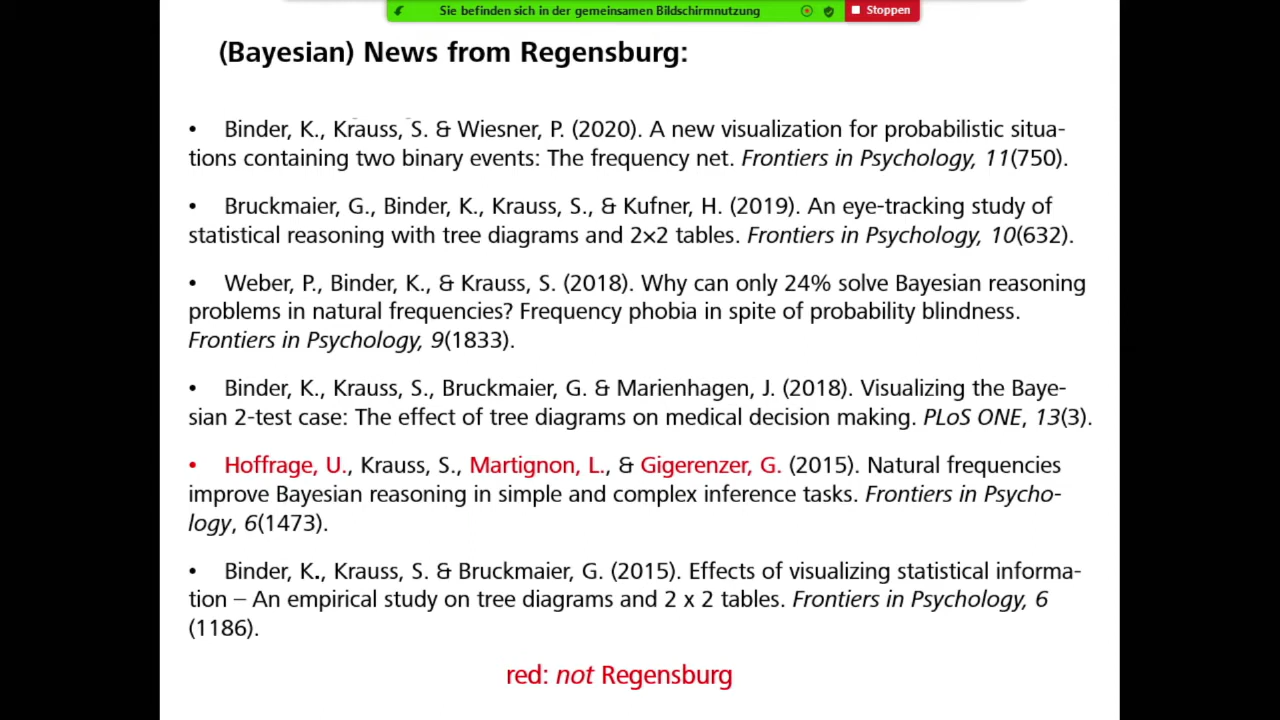 Sie befinden sich in der gemeinsamen Bildschirmnutzung Stoppen
(Bayesian) News from Regensburg:
• Binder, K., Krauss, S. & Wiesner, P. (2020). A new visualization for probabilistic situa-
tions containing two binary events: The frequency net. Frontiers in Psychology, 11(750).
• Bruckmaier, G., Binder, K., Krauss, S., & Kufner, H. (2019). An eye-tracking study of
statistical reasoning with tree diagrams and 2×2 tables. Frontiers in Psychology, 10(632).
• Weber, P., Binder, K., & Krauss, S. (2018). Why can only 24% solve Bayesian reasoning
problems in natural frequencies? Frequency phobia in spite of probability blindness.
Frontiers in Psychology, 9(1833).
• Binder, K., Krauss, S., Bruckmaier, G. & Marienhagen, J. (2018). Visualizing the Baye-
sian 2-test case: The effect of tree diagrams on medical decision making. PLoS ONE, 13(3).
• Hoffrage, U., Krauss, S., Martignon, L., & Gigerenzer, G. (2015). Natural frequencies
improve Bayesian reasoning in simple and complex inference tasks. Frontiers in Psycho-
logy, 6(1473).
• Binder, K., Krauss, S. & Bruckmaier, G. (2015). Effects of visualizing statistical informa-
tion – An empirical study on tree diagrams and 2 x 2 tables. Frontiers in Psychology, 6
(1186).
red: not Regensburg